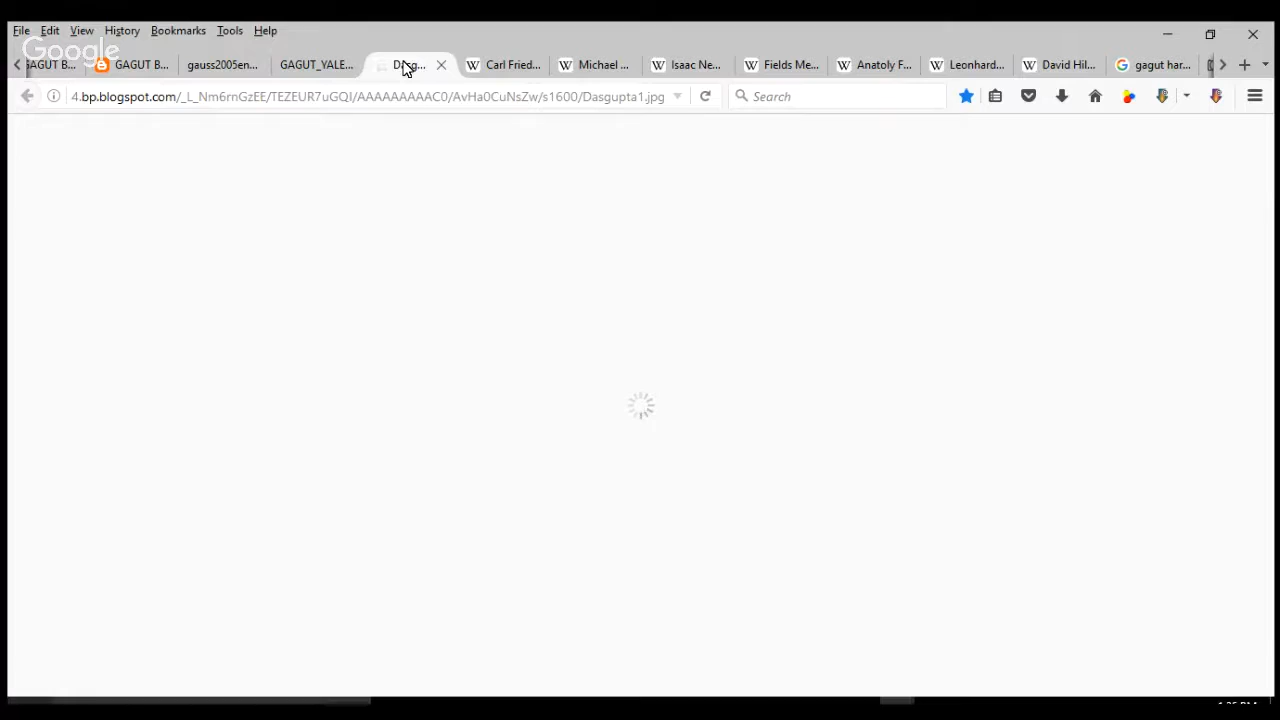 File Edit View History Bookmarks Tools Help
Google
GAGUT B... GAGUT B... gauss2005en... GAGUT_YALE... Carl Fried... Michael ... Isaac Ne... Fields Me... Anatoly F... Leonhard... David Hil... gagut har...
4.bp.blogspot.com/_L_Nm6rnGzEE/TEZEUR7uGQI/AAAAAAAAAC0/AvHa0CuNsZw/s1600/Dasgupta1.jpg Search